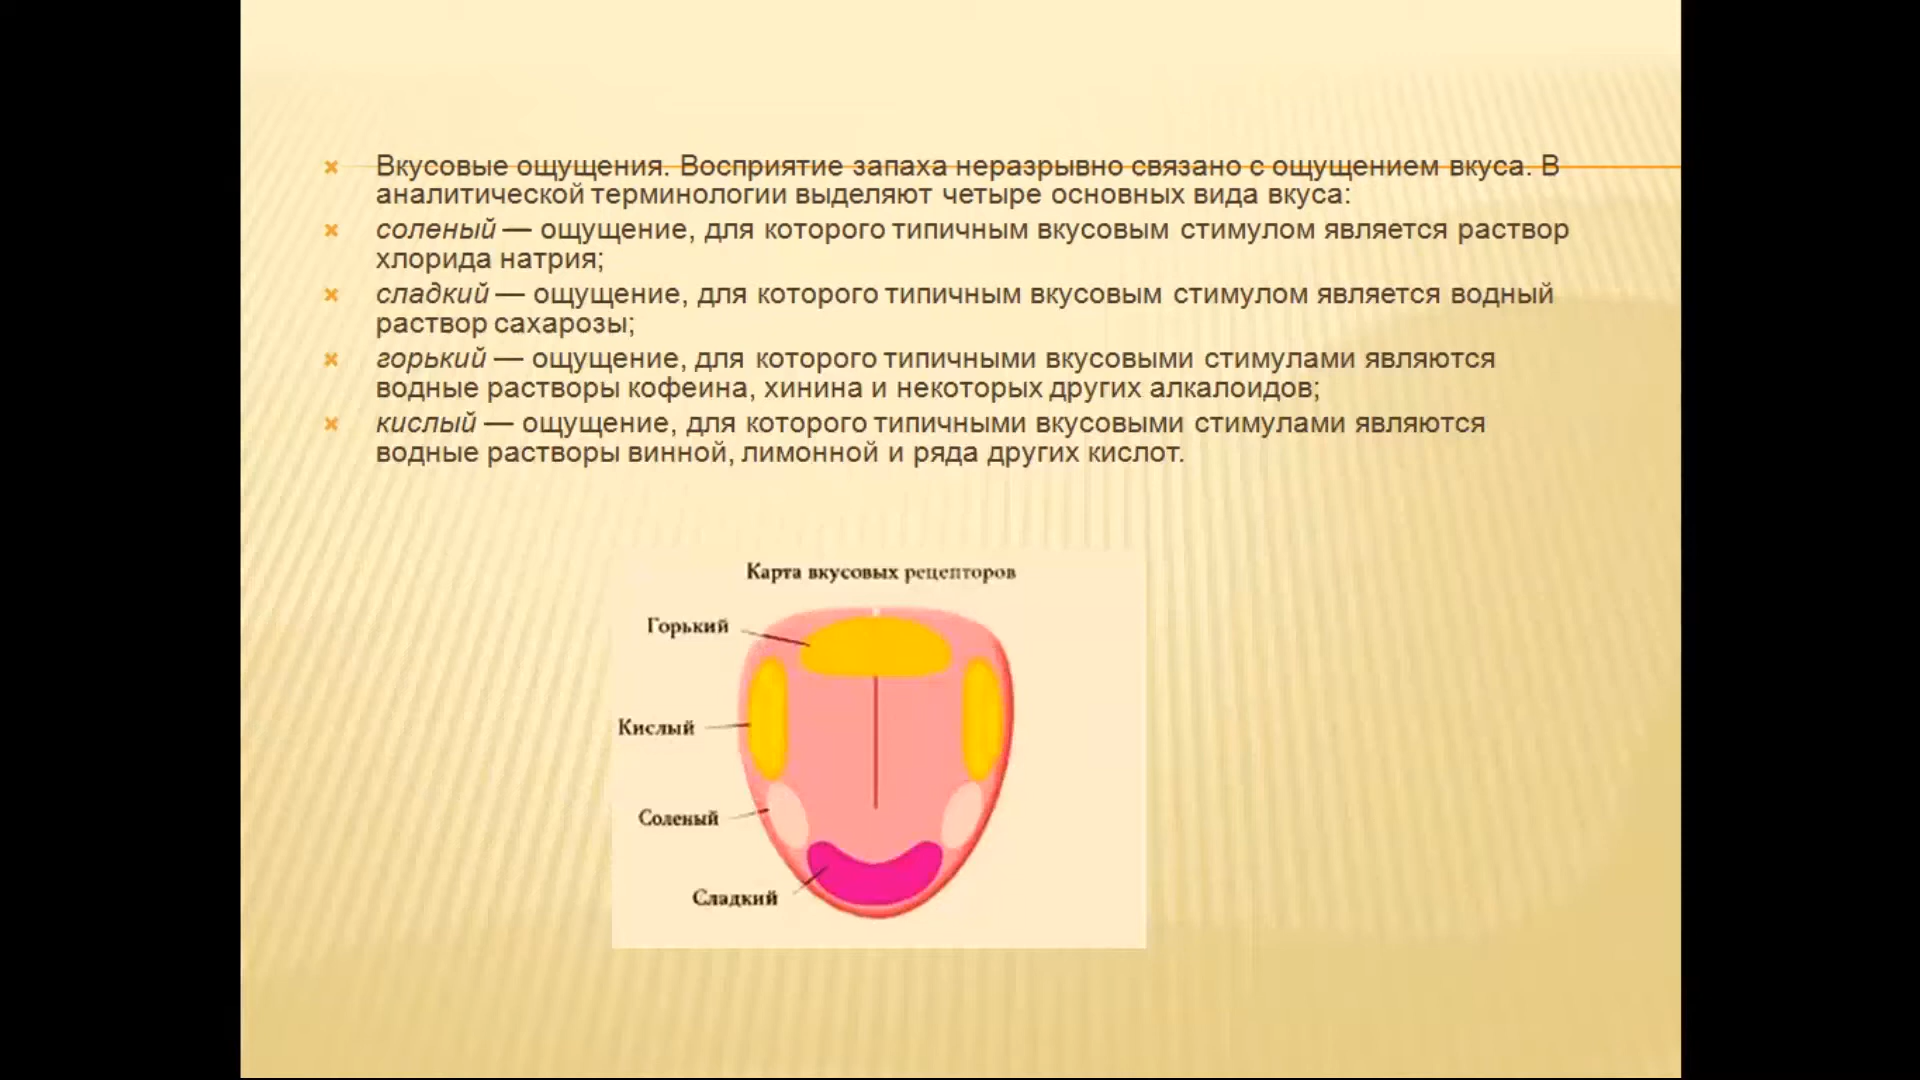 Вкусовые ощущения. Восприятие запаха неразрывно связано с ощущением вкуса. В
аналитической терминологии выделяют четыре основных вида вкуса:
соленый — ощущение, для которого типичным вкусовым стимулом является раствор
хлорида натрия;
сладкий — ощущение, для которого типичным вкусовым стимулом является водный
раствор сахарозы;
горький — ощущение, для которого типичными вкусовыми стимулами являются
водные растворы кофеина, хинина и некоторых других алкалоидов;
кислый — ощущение, для которого типичными вкусовыми стимулами являются
водные растворы винной, лимонной и ряда других кислот.
Карта вкусовых рецепторов
Горький
Кислый
Соленый
Сладкий